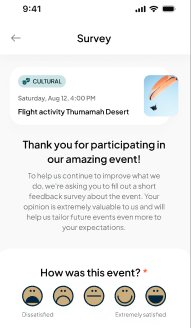 9:41
Survey
CULTURAL
Saturday, Aug 12, 4:00 PM
Flight activity Thumamah Desert
Thank you for participating in
our amazing event!
To help us continue to improve what we
do, we're asking you to fill out a short
feedback survey about the event. Your
opinion is extremely valuable to us and will
help us tailor future events even more to
your expectations.
How was this event? *
Dissatisfied
Extremely satisfied